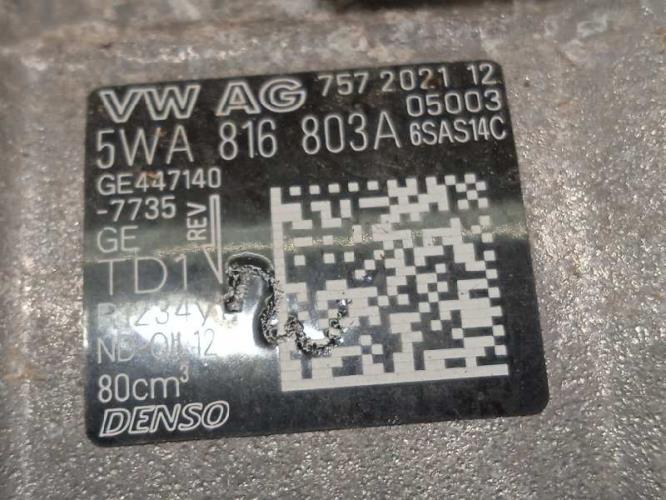 VW AG 757 2021 12
05003
5WA 816 803A 6SAS14C
GE447140
-7735
REV
GE
TD1
R1234y
ND-OIL12
80cm³
DENSO